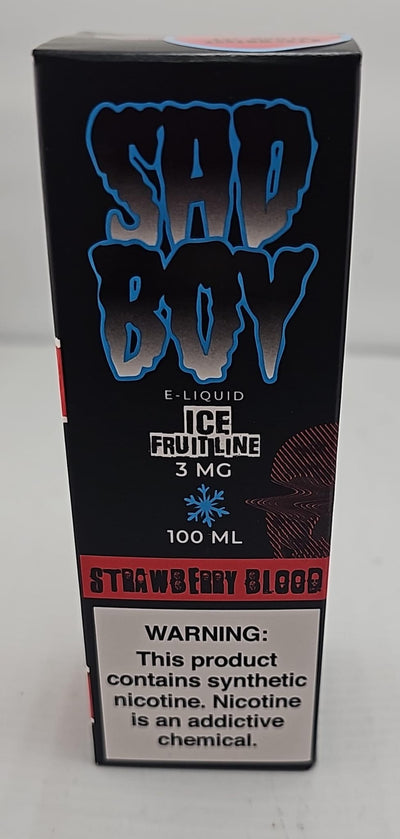 SAD
BOY
E-LIQUID
ICE
FRUIT LINE
3 MG
100 ML
STRAWBERRY BLOOD
WARNING:
This product
contains synthetic
nicotine. Nicotine
is an addictive
chemical.